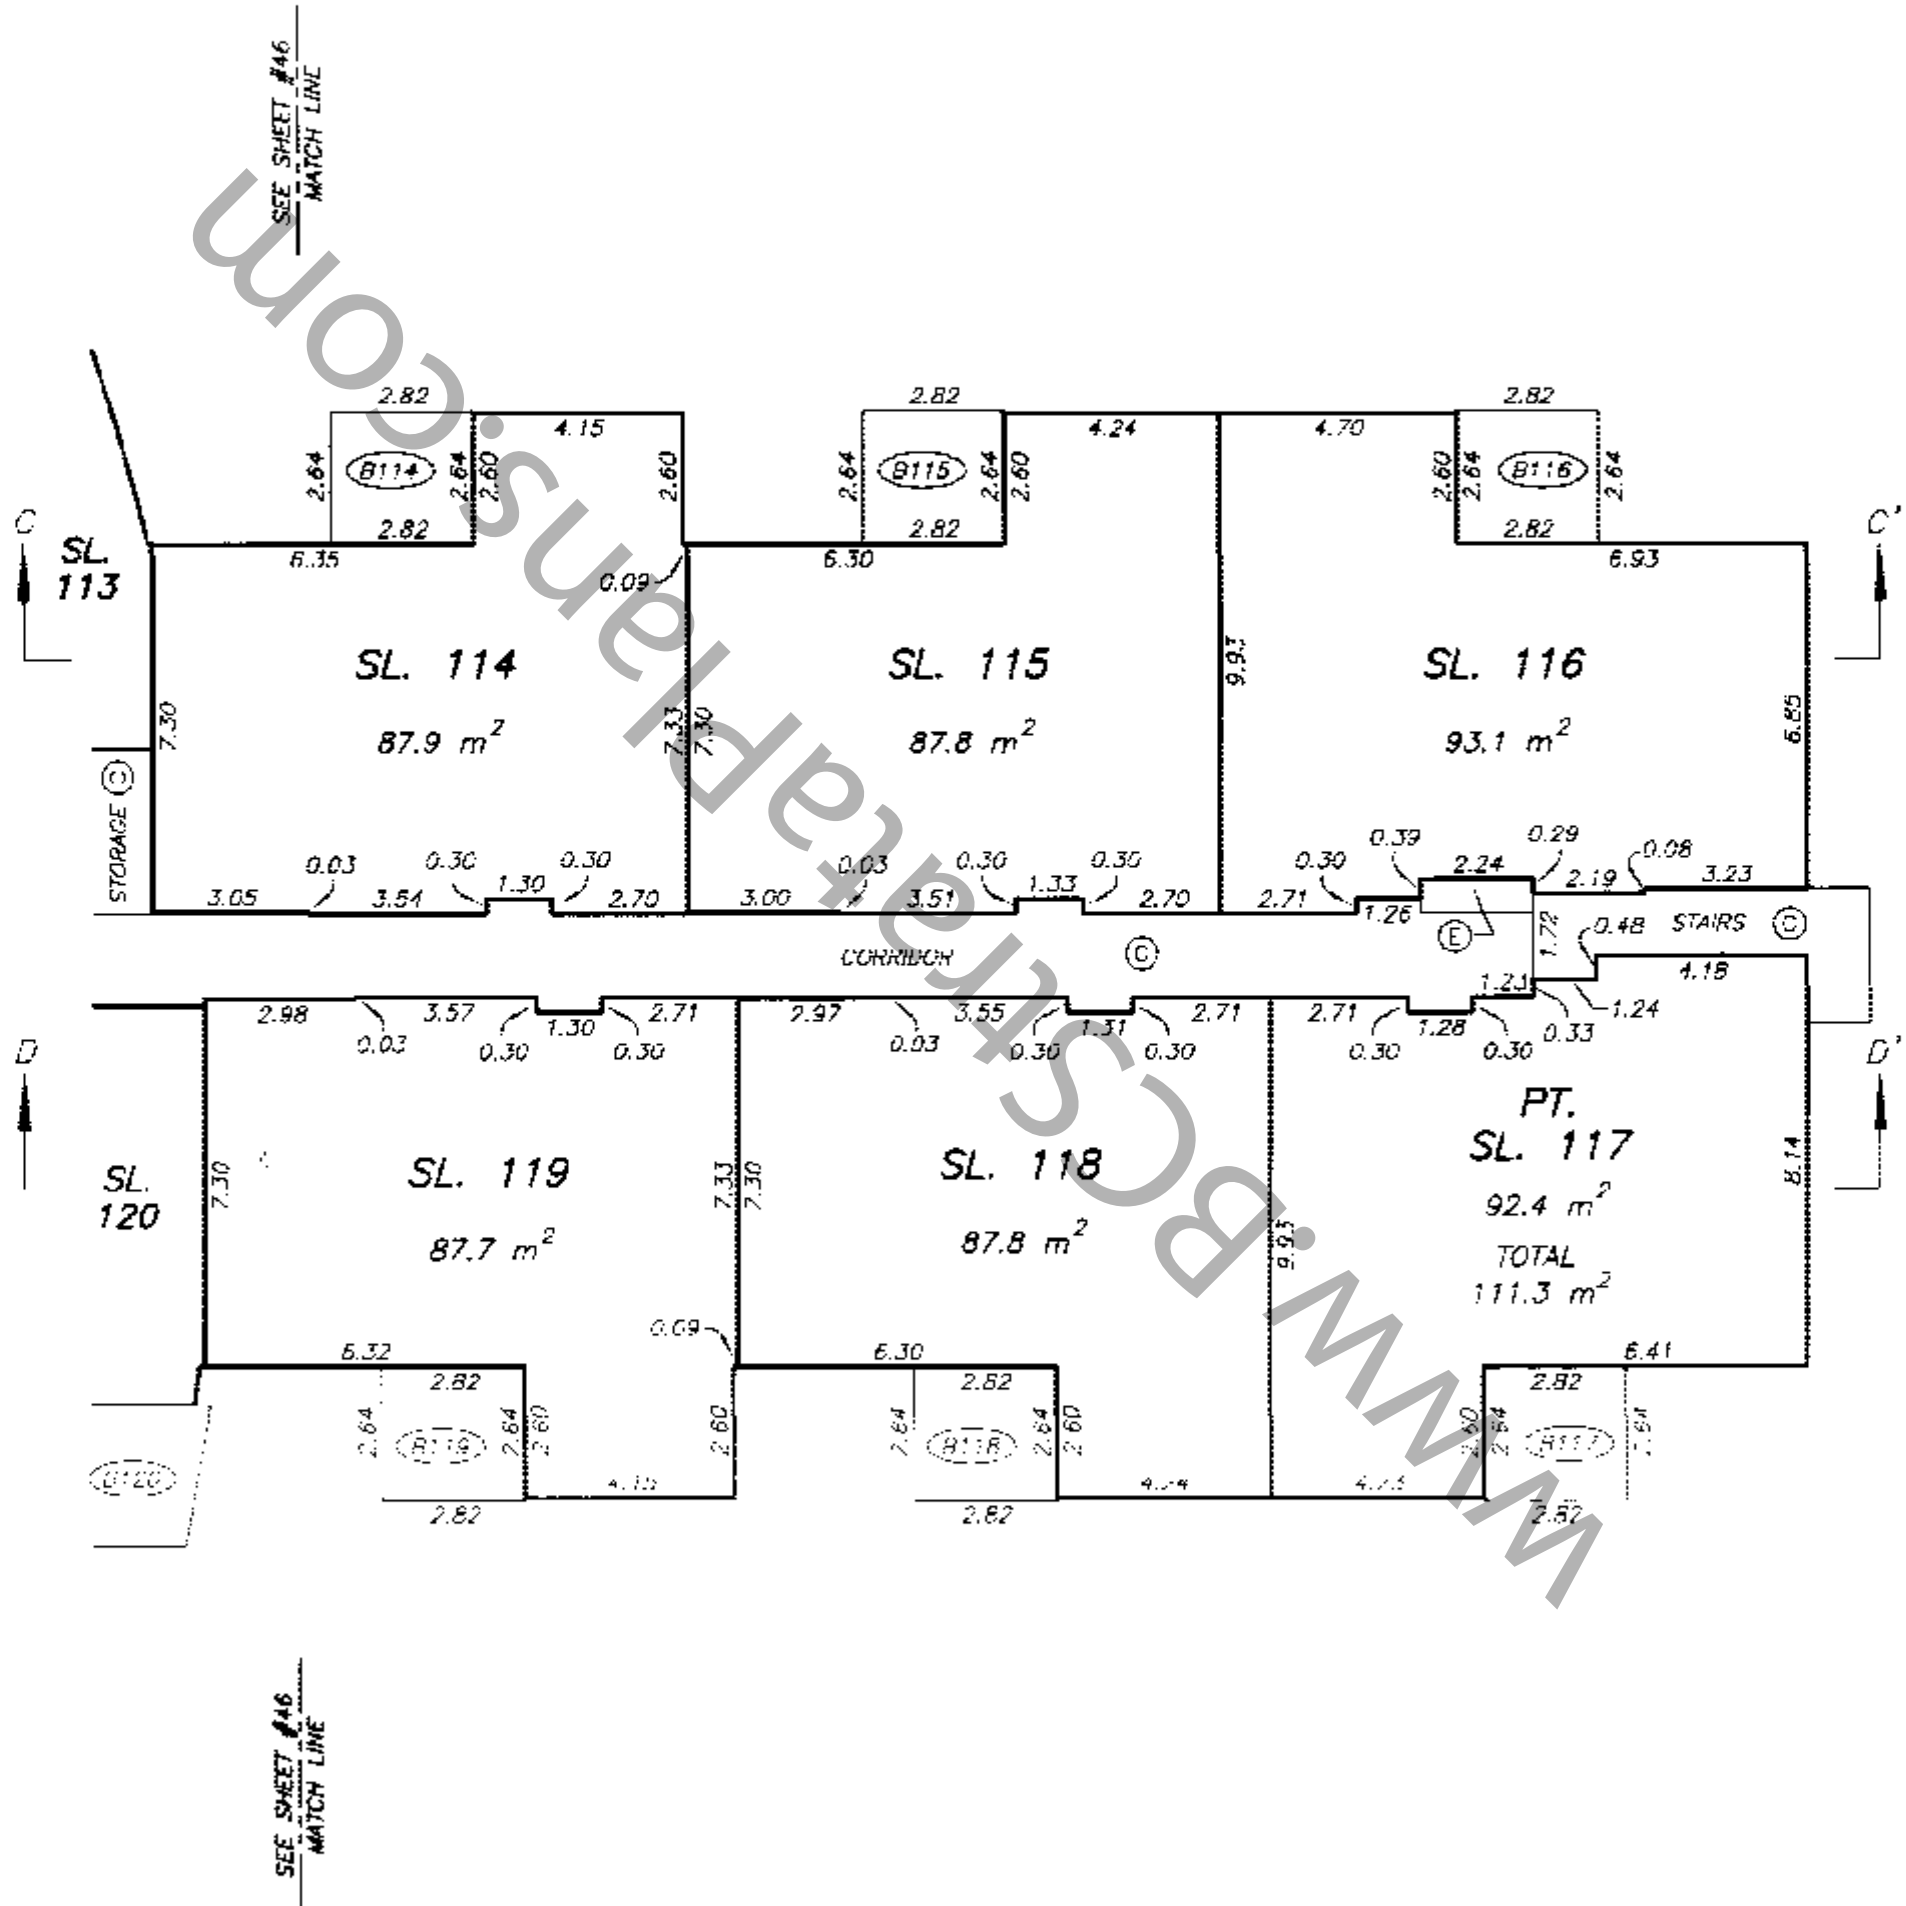 SEE SHEET #46
MATCH LINE
2.82
4.15
2.82
4.24
4.70
2.82
2.64
B114
2.64
2.60
2.60
2.64
B115
2.64
2.60
2.60
2.64
B116
2.64
2.82
2.82
2.82
C
C'
SL.
113
6.35
0.09
6.30
6.93
SL. 114
SL. 115
SL. 116
9.93
7.30
87.9 m²
7.33
7.30
87.8 m²
93.1 m²
6.85
STORAGE C
0.03
0.30
0.30
0.03
0.30
0.30
0.30
0.39
0.29
0.08
3.05
3.54
1.30
2.70
3.00
3.51
1.33
2.70
2.71
1.26
2.24
2.19
3.23
CORRIDOR
C
E
1.72
0.48
STAIRS C
4.18
2.98
3.57
1.30
2.71
2.97
3.55
1.31
2.71
2.71
1.28
1.23
1.24
0.03
0.30
0.30
0.03
0.30
0.30
0.30
0.30
0.33
D
D'
PT.
SL. 117
92.4 m²
TOTAL
111.3 m²
8.14
SL.
120
7.30
SL. 119
87.7 m²
7.33
7.30
SL. 118
87.8 m²
9.93
0.09
6.32
6.30
6.41
2.82
2.82
2.82
2.64
B119
2.64
2.60
2.60
2.64
B118
2.64
2.60
2.60
2.64
B117
2.64
B120
2.82
2.82
2.82
SEE SHEET #46
MATCH LINE
www.BCStrataPlans.com